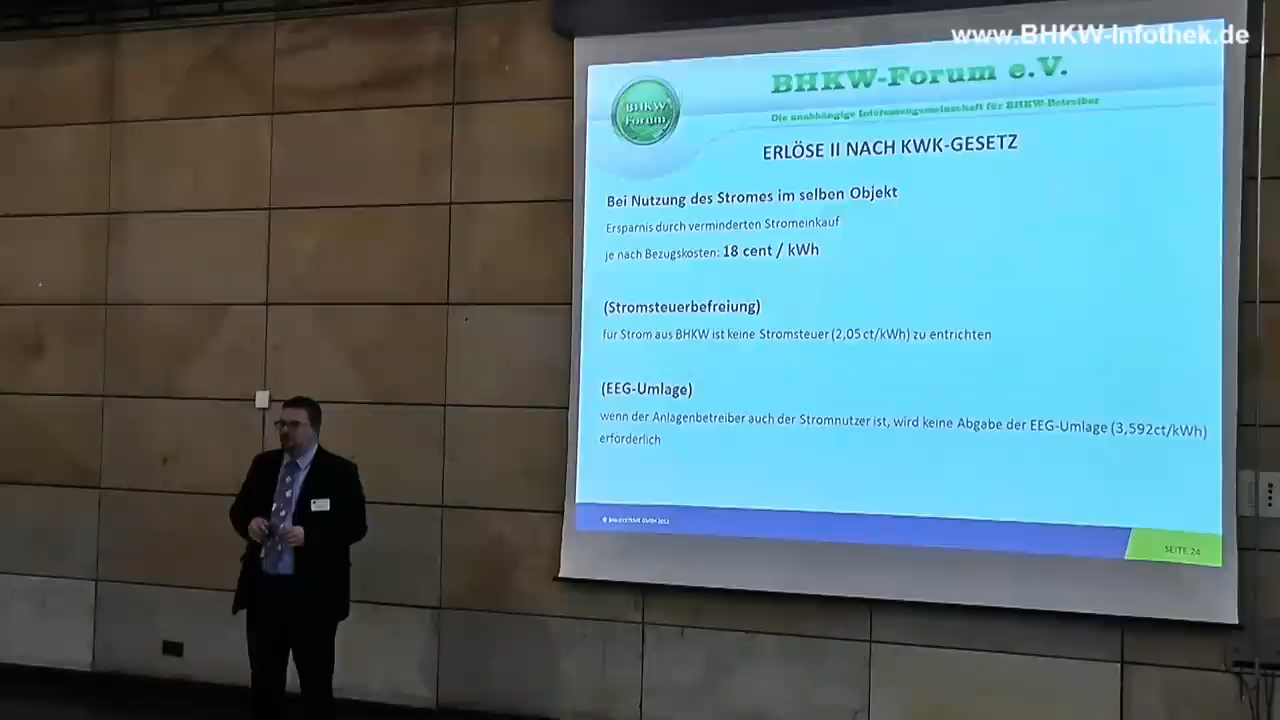 www.BHKW-Infothek.de
BHKW-Forum e.V.
BHKW
Forum
Die unabhängige Interessengemeinschaft für BHKW-Betreiber
ERLÖSE II NACH KWK-GESETZ
Bei Nutzung des Stromes im selben Objekt
Ersparnis durch verminderten Stromeinkauf
je nach Bezugskosten: 18 cent / kWh
(Stromsteuerbefreiung)
für Strom aus BHKW ist keine Stromsteuer (2,05 ct/kWh) zu entrichten
(EEG-Umlage)
wenn der Anlagenbetreiber auch der Stromnutzer ist, wird keine Abgabe der EEG-Umlage (3,592ct/kWh)
erforderlich
SEITE 24